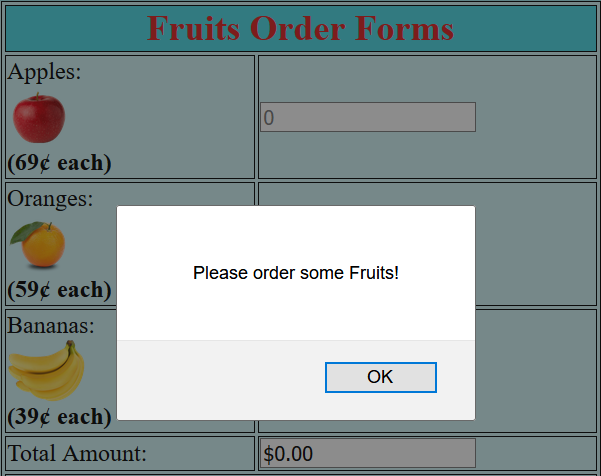 Fruits Order Forms
Apples:
0
(69¢ each)
Oranges:
(59¢ each)
Please order some Fruits!
Bananas:
OK
(39¢ each)
Total Amount: $0.00